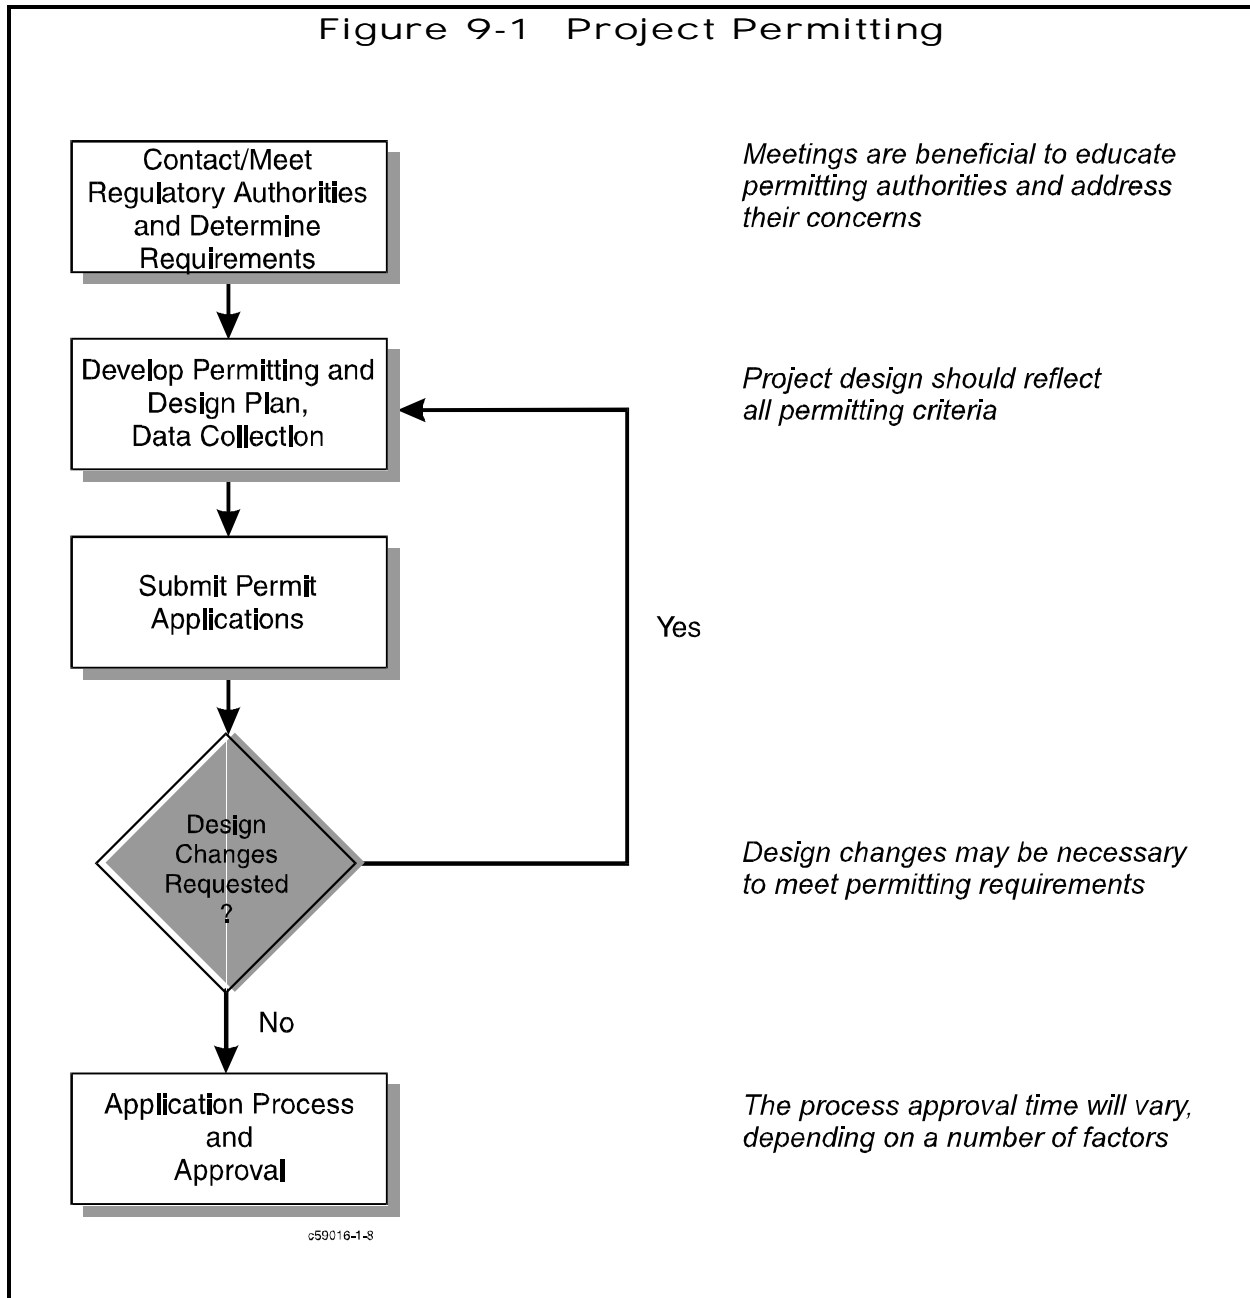 Figure 9-1 Project Permitting
Contact/Meet
Regulatory Authorities
and Determine
Requirements
Meetings are beneficial to educate
permitting authorities and address
their concerns
Develop Permitting and
Design Plan,
Data Collection
Project design should reflect
all permitting criteria
Submit Permit
Applications
Yes
Design
Changes
Requested
?
Design changes may be necessary
to meet permitting requirements
No
Application Process
and
Approval
The process approval time will vary,
depending on a number of factors
c59016-1-8